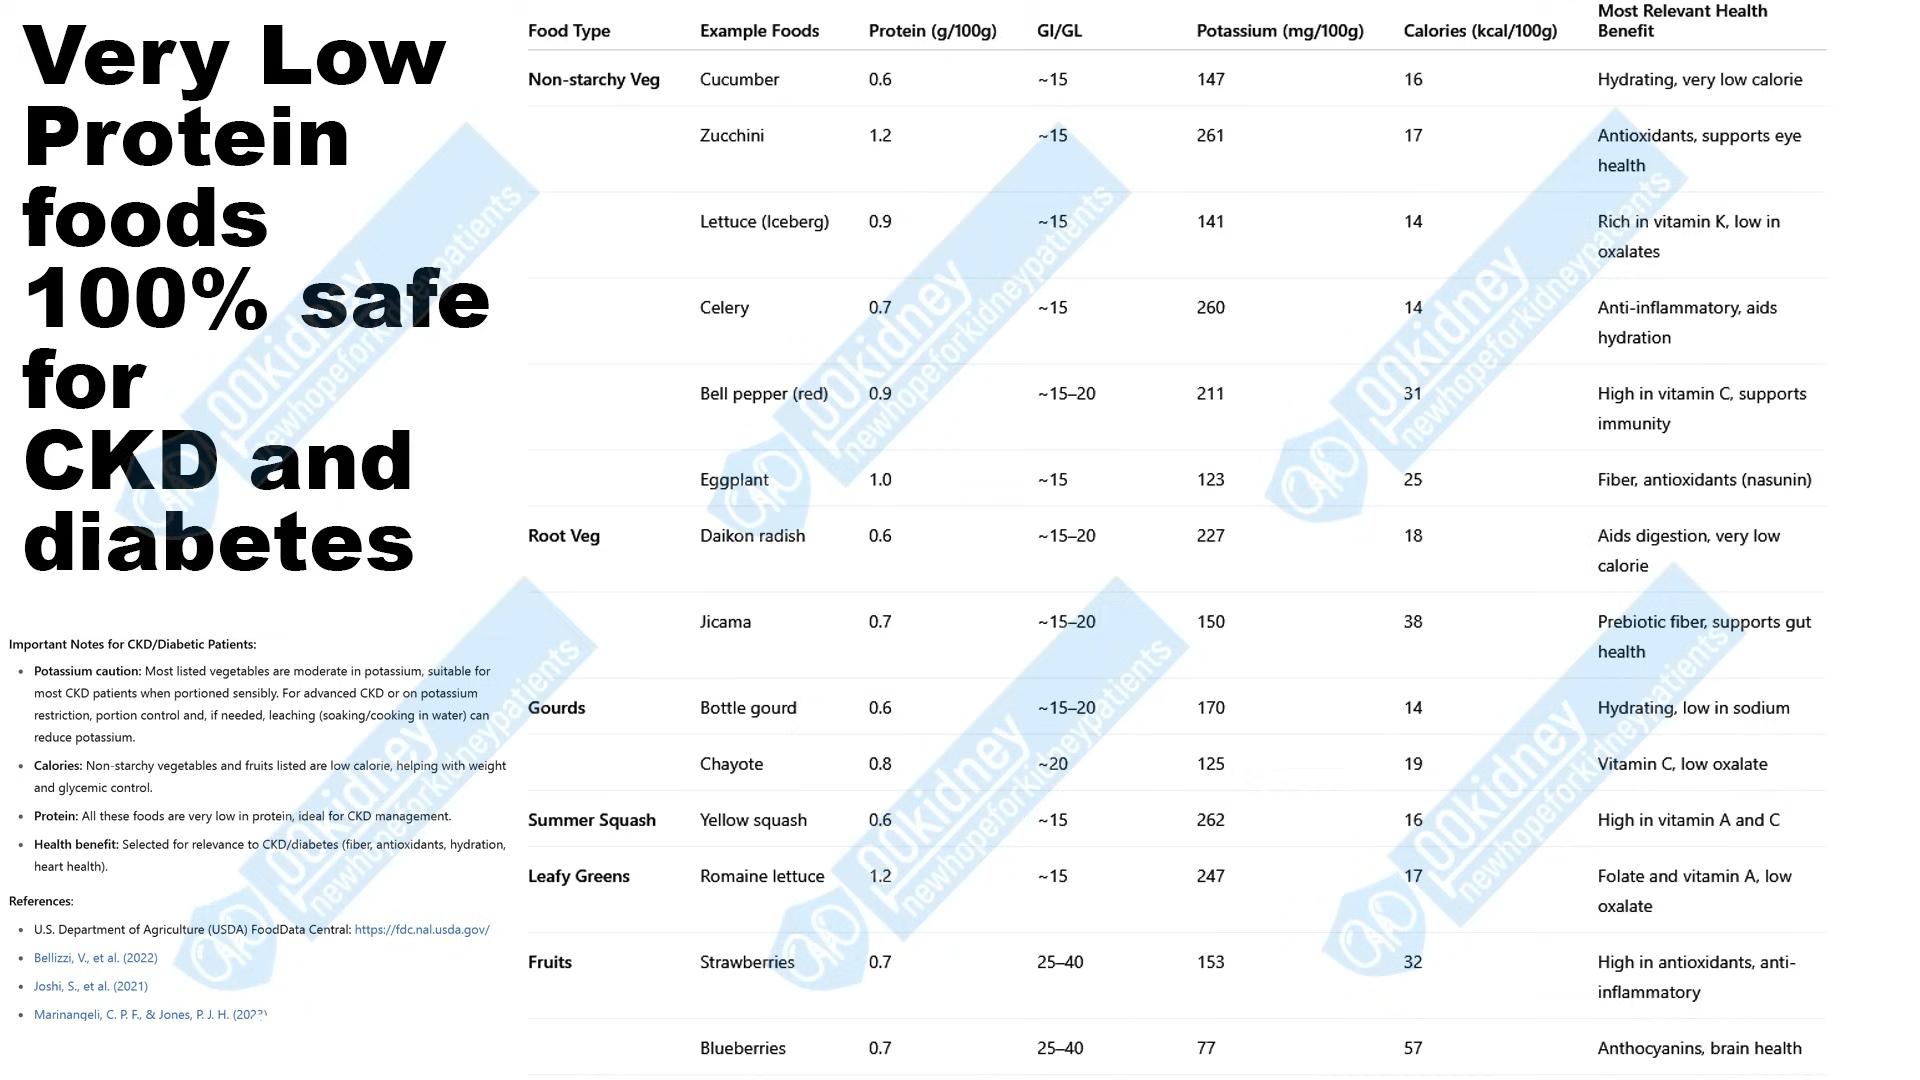 Very Low
Protein
foods
100% safe
for
CKD and
diabetes
Important Notes for CKD/Diabetic Patients:
• Potassium caution: Most listed vegetables are moderate in potassium, suitable for
most CKD patients when portioned sensibly. For advanced CKD or on potassium
restriction, portion control and, if needed, leaching (soaking/cooking in water) can
reduce potassium.
• Calories: Non-starchy vegetables and fruits listed are low calorie, helping with weight
and glycemic control.
• Protein: All these foods are very low in protein, ideal for CKD management.
• Health benefit: Selected for relevance to CKD/diabetes (fiber, antioxidants, hydration,
heart health).
References:
• U.S. Department of Agriculture (USDA) FoodData Central: https://fdc.nal.usda.gov/
• Bellizzi, V., et al. (2022)
• Joshi, S., et al. (2021)
• Marinangeli, C. P. F., & Jones, P. J. H.
Food Type Example Foods Protein (g/100g) GI/GL Potassium (mg/100g) Calories (kcal/100g) Most Relevant Health
Benefit
Non-starchy Veg Cucumber 0.6 ~15 147 16 Hydrating, very low calorie
Zucchini 1.2 ~15 261 17 Antioxidants, supports eye
health
Lettuce (Iceberg) 0.9 ~15 141 14 Rich in vitamin K, low in
oxalates
Celery 0.7 ~15 260 14 Anti-inflammatory, aids
hydration
Bell pepper (red) 0.9 ~15–20 211 31 High in vitamin C, supports
immunity
Eggplant 1.0 ~15 123 25 Fiber, antioxidants (nasunin)
Root Veg Daikon radish 0.6 ~15–20 227 18 Aids digestion, very low
calorie
Jicama 0.7 ~15–20 150 38 Prebiotic fiber, supports gut
health
Gourds Bottle gourd 0.6 ~15–20 170 14 Hydrating, low in sodium
Chayote 0.8 ~20 125 19 Vitamin C, low oxalate
Summer Squash Yellow squash 0.6 ~15 262 16 High in vitamin A and C
Leafy Greens Romaine lettuce 1.2 ~15 247 17 Folate and vitamin A, low
oxalate
Fruits Strawberries 0.7 25–40 153 32 High in antioxidants, anti-
inflammatory
Blueberries 0.7 25–40 77 57 Anthocyanins, brain health
newhopeforkidneypatients
newhopeforkidneypatients
newhopeforkidneypatients
newhopeforkidneypatients
newhopeforkidneypatients
newhopeforkidneypatients